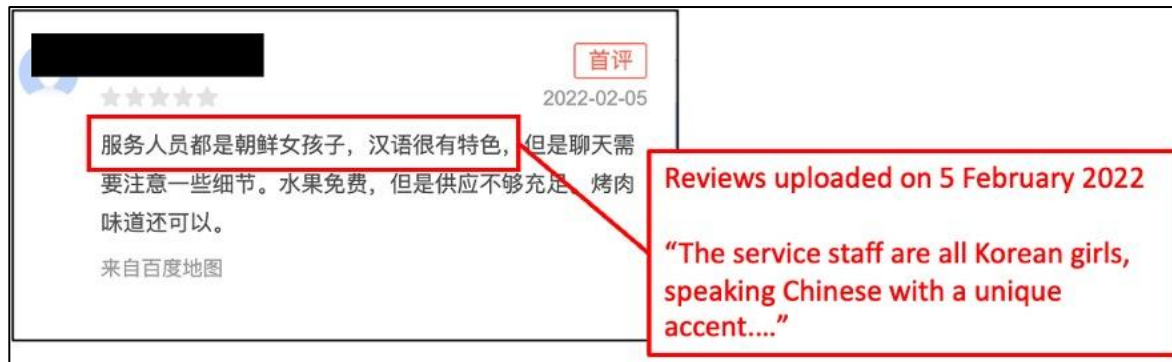 首评
2022-02-05
服务人员都是朝鲜女孩子，汉语很有特色，但是聊天需
要注意一些细节。水果免费，但是供应不够充足。烤肉
味道还可以。
来自百度地图
Reviews uploaded on 5 February 2022
“The service staff are all Korean girls,
speaking Chinese with a unique
accent....”